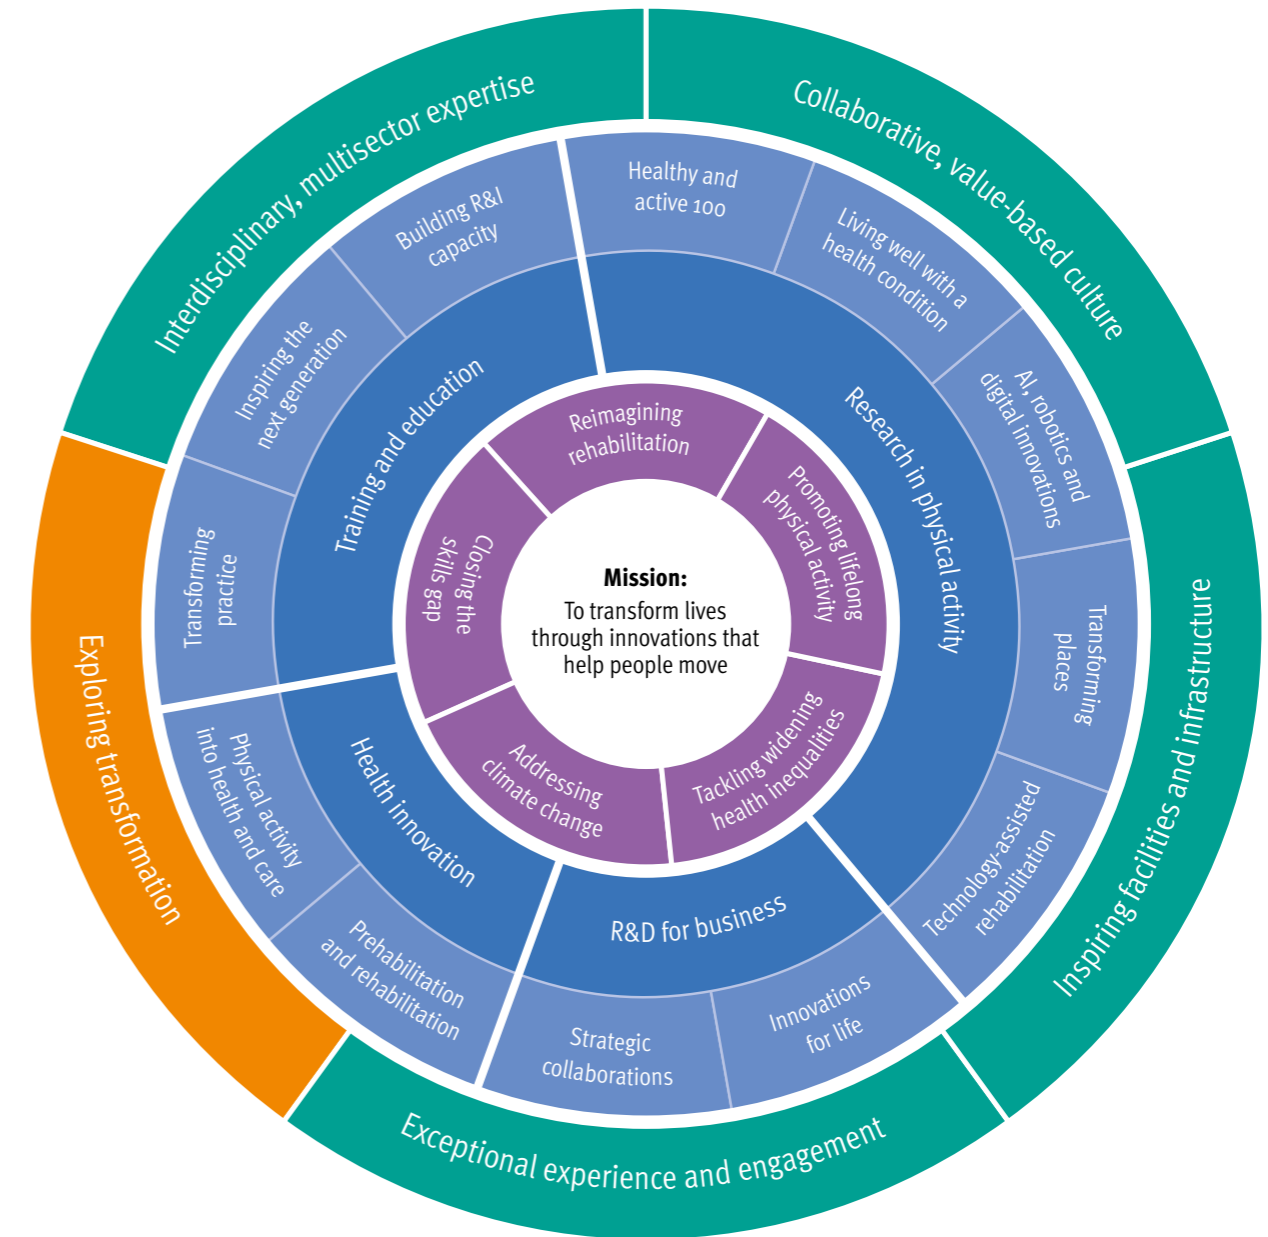 Interdisciplinary, multisector expertise
Collaborative, value-based culture
Inspiring facilities and infrastructure
Exceptional experience and engagement
Exploring transformation
Healthy and
active 100
Living well with a
health condition
AI, robotics and
digital innovations
Transforming
places
Technology-assisted
rehabilitation
Innovations
for life
Strategic
collaborations
Prehabilitation
and rehabilitation
Physical activity
into health and care
Transforming
practice
Inspiring the
next generation
Building R&I
capacity
Research in physical activity
R&D for business
Health innovation
Training and education
Reimagining
rehabilitation
Promoting lifelong
physical activity
Tackling widening
health inequalities
Addressing
climate change
Closing the
skills gap
Mission:
To transform lives
through innovations that
help people move